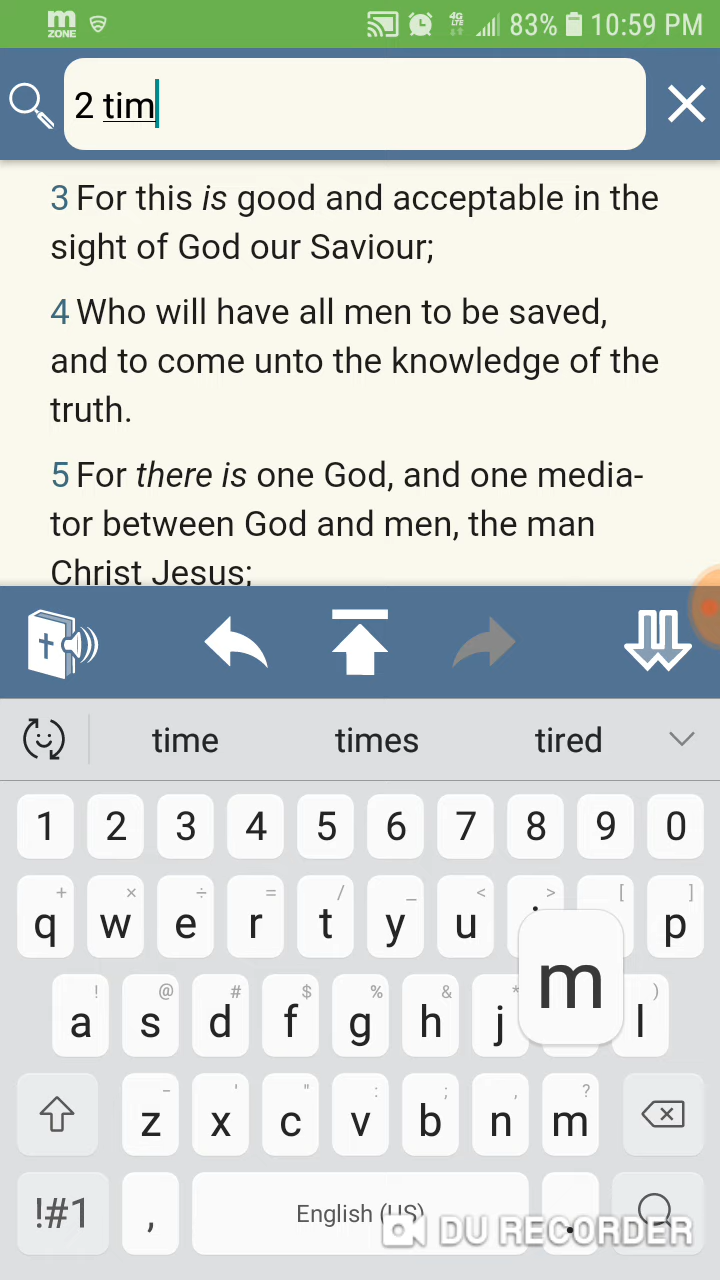 m ZONE 4G LTE 83% 10:59 PM
2 tim
3 For this is good and acceptable in the
sight of God our Saviour;
4 Who will have all men to be saved,
and to come unto the knowledge of the
truth.
5 For there is one God, and one media-
tor between God and men, the man
Christ Jesus;
time times tired
1 2 3 4 5 6 7 8 9 0
+ × ÷ = / _ < > [ ]
q w e r t y u p
! @ # $ % & * )
a s d f g h j m l
- ' " : ; , ?
z x c v b n m
!#1 , English (US) .
DU RECORDER